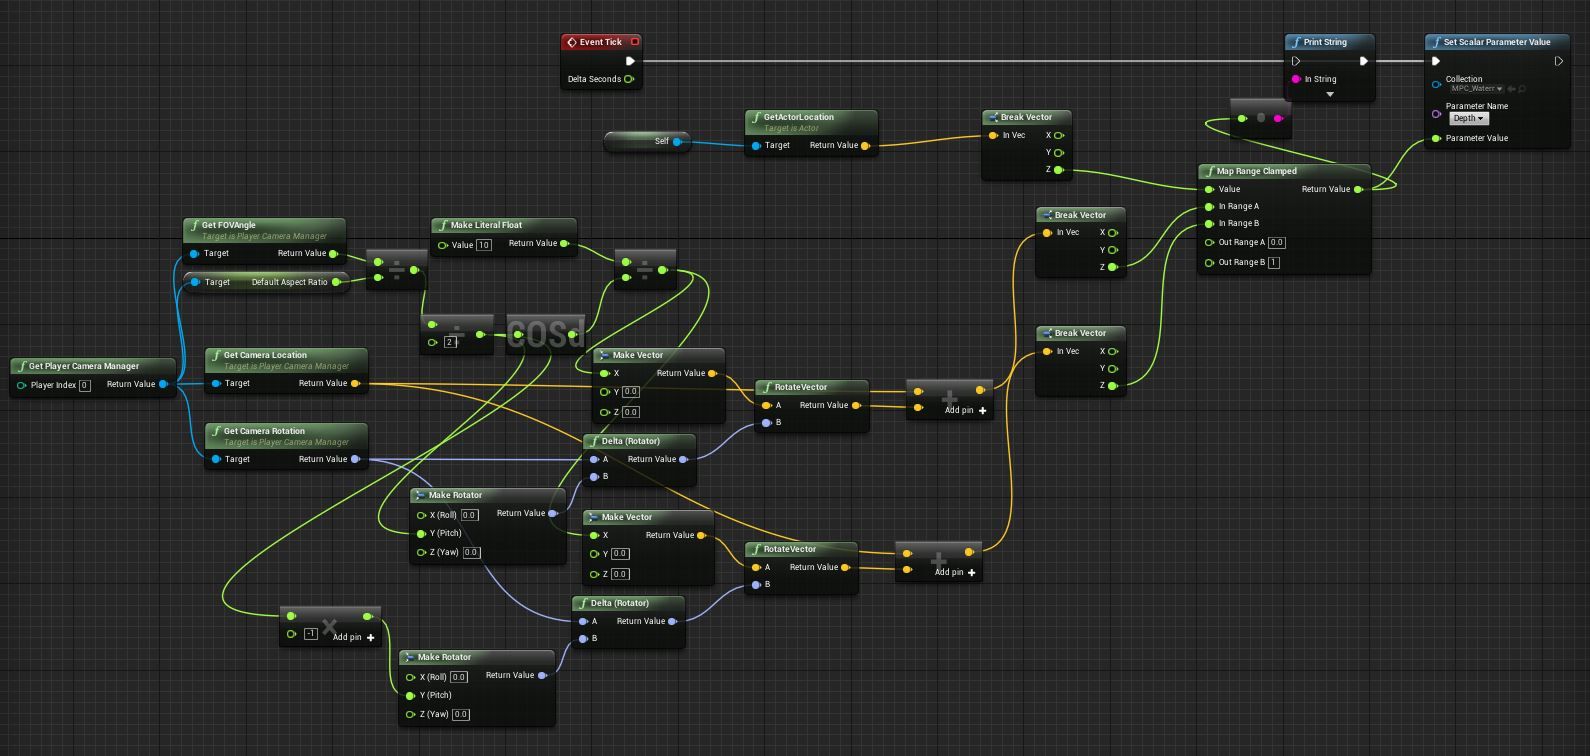 Event Tick
Delta Seconds
Print String
In String
Set Scalar Parameter Value
Collection
Parameter Name
Depth
Parameter Value
Self
GetActorLocation
Target is Actor
Target Return Value
Break Vector
In Vec X
Y
Z
Map Range Clamped
Value Return Value
In Range A
In Range B
Out Range A 0.0
Out Range B 1
Get FOVAngle
Target is Player Camera Manager
Target Return Value
Target Default Aspect Ratio
÷
Make Literal Float
Value 10 Return Value
÷
÷
2
COSd
Break Vector
In Vec X
Y
Z
Break Vector
In Vec X
Y
Z
Get Player Camera Manager
Player Index 0 Return Value
Get Camera Location
Target is Player Camera Manager
Target Return Value
Get Camera Rotation
Target is Player Camera Manager
Target Return Value
Make Vector
X Return Value
Y 0.0
Z 0.0
RotateVector
A Return Value
B
+
Add pin +
Delta (Rotator)
A Return Value
B
Make Rotator
X (Roll) 0.0 Return Value
Y (Pitch)
Z (Yaw) 0.0
Make Vector
X Return Value
Y 0.0
Z 0.0
RotateVector
A Return Value
B
+
Add pin +
Delta (Rotator)
A Return Value
B
-1 × Add pin +
Make Rotator
X (Roll) 0.0 Return Value
Y (Pitch)
Z (Yaw) 0.0